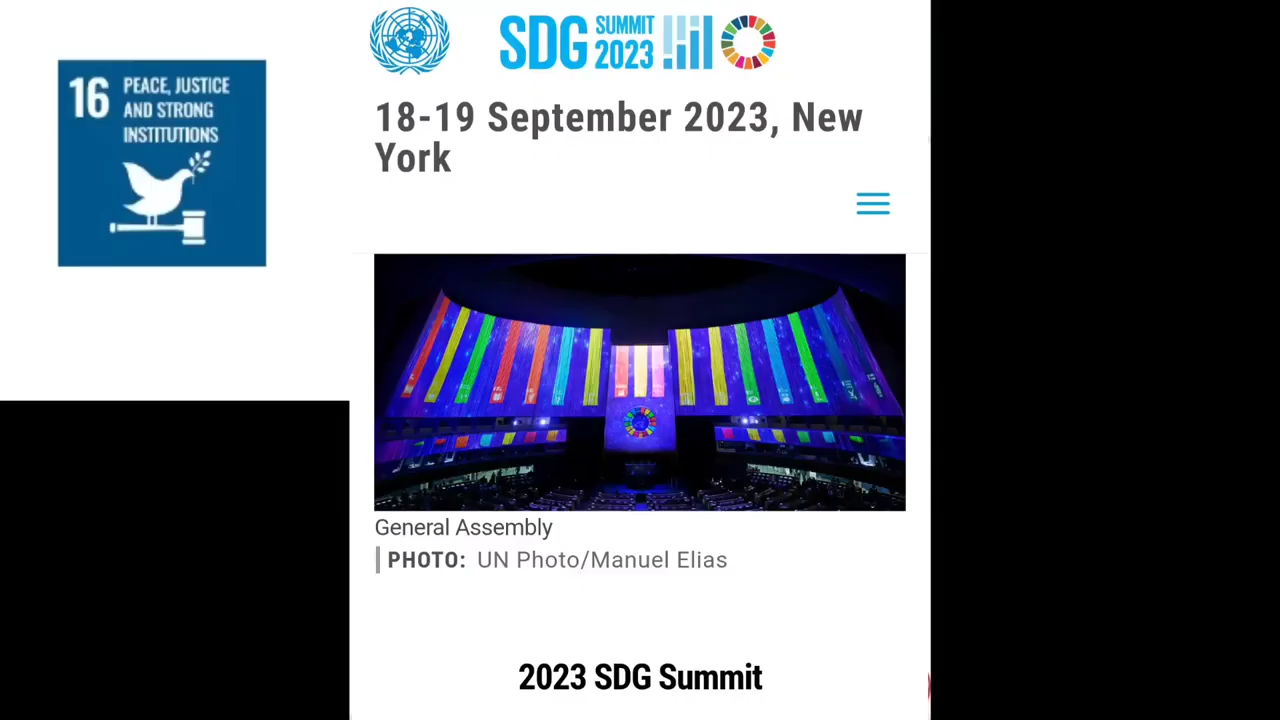 16 PEACE, JUSTICE
AND STRONG
INSTITUTIONS
SDG SUMMIT
2023
18-19 September 2023, New
York
General Assembly
PHOTO: UN Photo/Manuel Elias
2023 SDG Summit